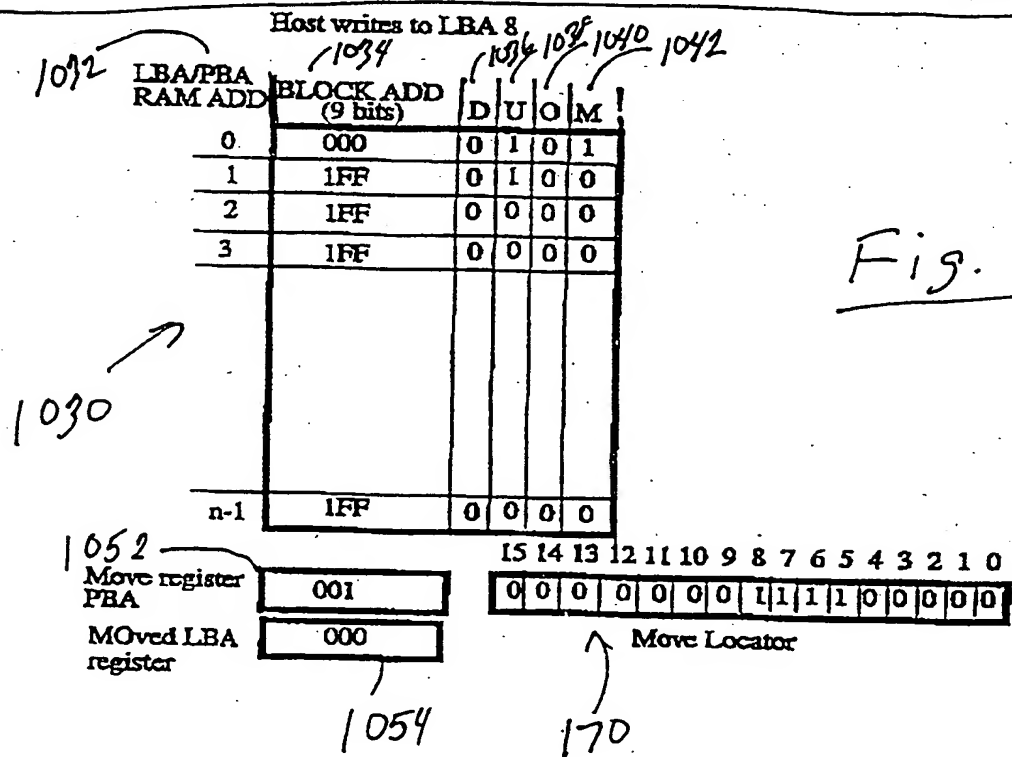 Host writes to LBA 8
1032 1034 1036 1038 1040 1042
LBA/PBA RAM ADD BLOCK ADD (9 bits) D U O M
0 000 0 1 0 1
1 1FF 0 1 0 0
2 1FF 0 0 0 0
3 1FF 0 0 0 0
Fig.
1030
n-1 1FF 0 0 0 0
1052
15 14 13 12 11 10 9 8 7 6 5 4 3 2 1 0
Move register PBA 001 0 0 0 0 0 0 0 1 1 1 1 0 0 0 0 0
MOved LBA register 000 Move Locator
1054 170